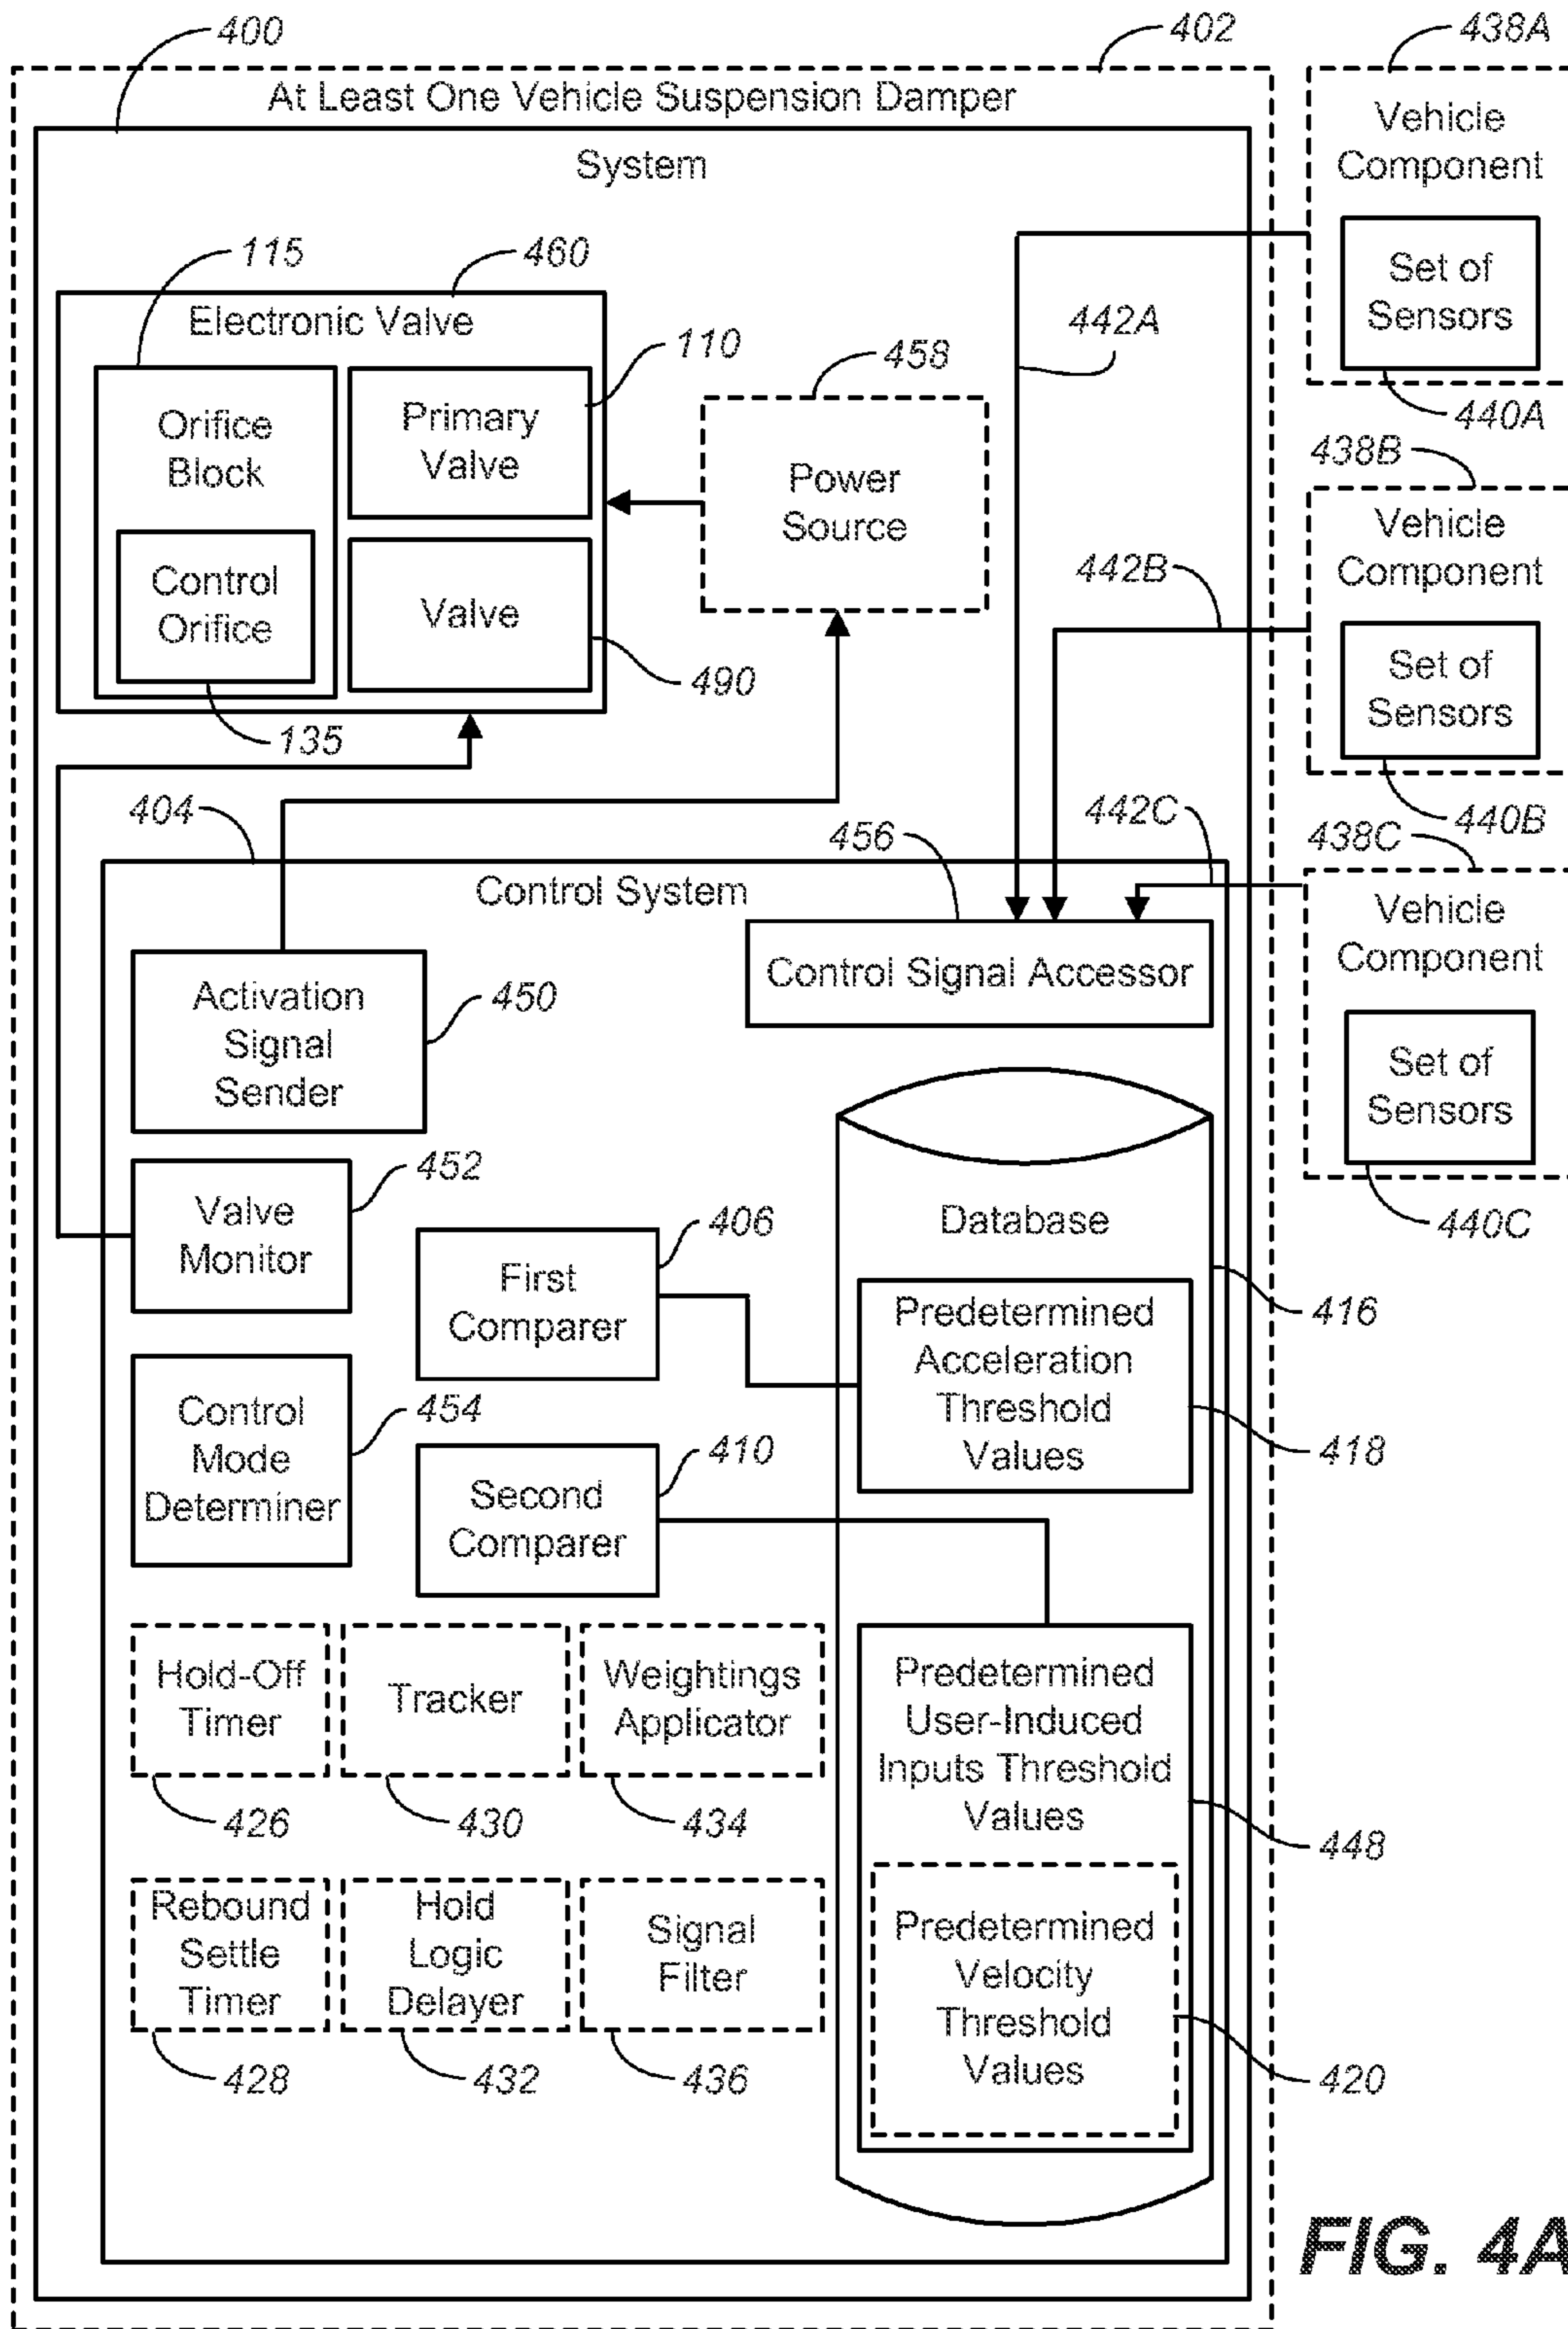 400
402
438A
At Least One Vehicle Suspension Damper
System
Vehicle
Component
Set of
Sensors
440A
115
460
Electronic Valve
110
458
442A
Orifice
Block
Primary
Valve
Power
Source
Control
Orifice
Valve
490
135
438B
442B
Vehicle
Component
Set of
Sensors
440B
404
456
442C
438C
Control System
Vehicle
Component
Set of
Sensors
440C
Control Signal Accessor
Activation
Signal
Sender
450
Valve
Monitor
452
First
Comparer
406
Database
416
Predetermined
Acceleration
Threshold
Values
418
Control
Mode
Determiner
454
Second
Comparer
410
Hold-Off
Timer
426
Tracker
430
Weightings
Applicator
434
Predetermined
User-Induced
Inputs Threshold
Values
448
Rebound
Settle
Timer
428
Hold
Logic
Delayer
432
Signal
Filter
436
Predetermined
Velocity
Threshold
Values
420
FIG. 4A